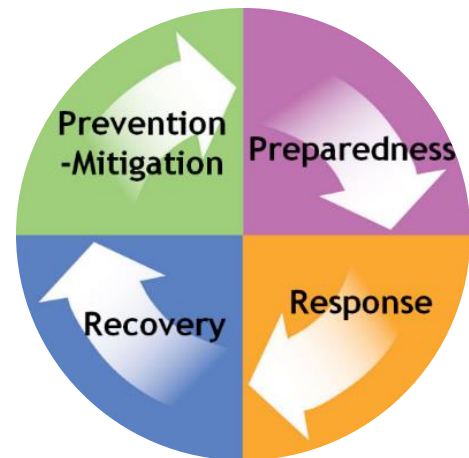 Prevention
-Mitigation
Preparedness
Response
Recovery